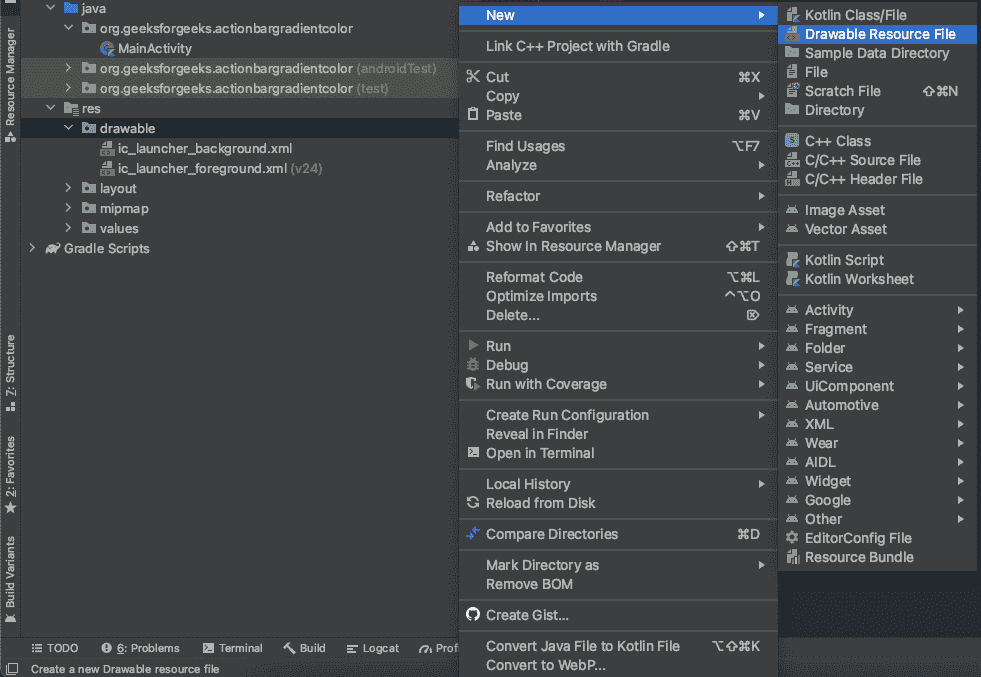 java
org.geeksforgeeks.actionbargradientcolor
MainActivity
org.geeksforgeeks.actionbargradientcolor (androidTest)
org.geeksforgeeks.actionbargradientcolor (test)
res
drawable
ic_launcher_background.xml
ic_launcher_foreground.xml (v24)
layout
mipmap
values
Gradle Scripts
Resource Manager
Z: Structure
2: Favorites
Build Variants
New
Link C++ Project with Gradle
Cut ⌘X
Copy
Paste ⌘V
Find Usages ⌥F7
Analyze
Refactor
Add to Favorites
Show In Resource Manager ⇧⌘T
Reformat Code ⌥⌘L
Optimize Imports ^⌥O
Delete... ⌦
Run
Debug
Run with Coverage
Create Run Configuration
Reveal in Finder
Open in Terminal
Local History
Reload from Disk
Compare Directories ⌘D
Mark Directory as
Remove BOM
Create Gist...
Convert Java File to Kotlin File ⌥⇧⌘K
Convert to WebP...
Kotlin Class/File
Drawable Resource File
Sample Data Directory
File
Scratch File ⇧⌘N
Directory
C++ Class
C/C++ Source File
C/C++ Header File
Image Asset
Vector Asset
Kotlin Script
Kotlin Worksheet
Activity
Fragment
Folder
Service
UiComponent
Automotive
XML
Wear
AIDL
Widget
Google
Other
EditorConfig File
Resource Bundle
TODO 6: Problems Terminal Build Logcat Prof
Create a new Drawable resource file